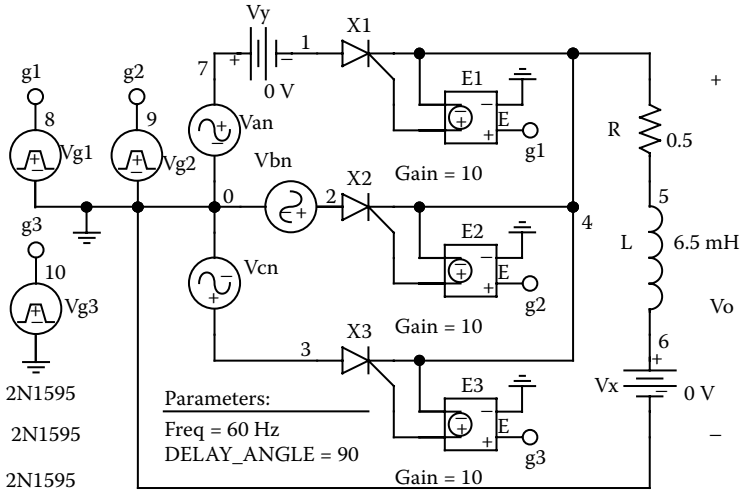 Vy
1
X1
7
+
−
+
g1
g2
E1
0 V
8
9
Van
E
R
0.5
Vg1
Vg2
g1
Vbn
X2
Gain = 10
5
0
2
4
g3
E2
L
6.5 mH
Vcn
10
E
g2
Vo
Vg3
X3
Gain = 10
3
6
+
E3
Vx
0 V
2N1595
Parameters:
Freq = 60 Hz
E
−
2N1595
DELAY_ANGLE = 90
g3
2N1595
Gain = 10